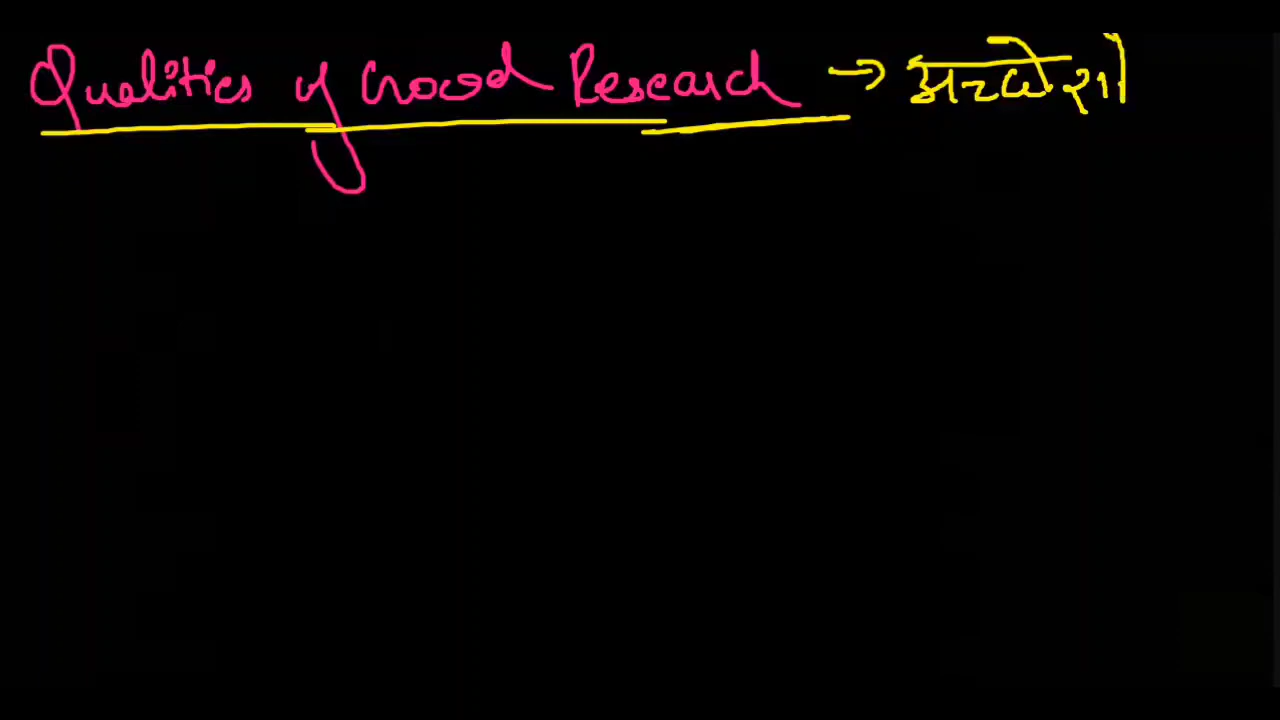 Qualities of Good Research →